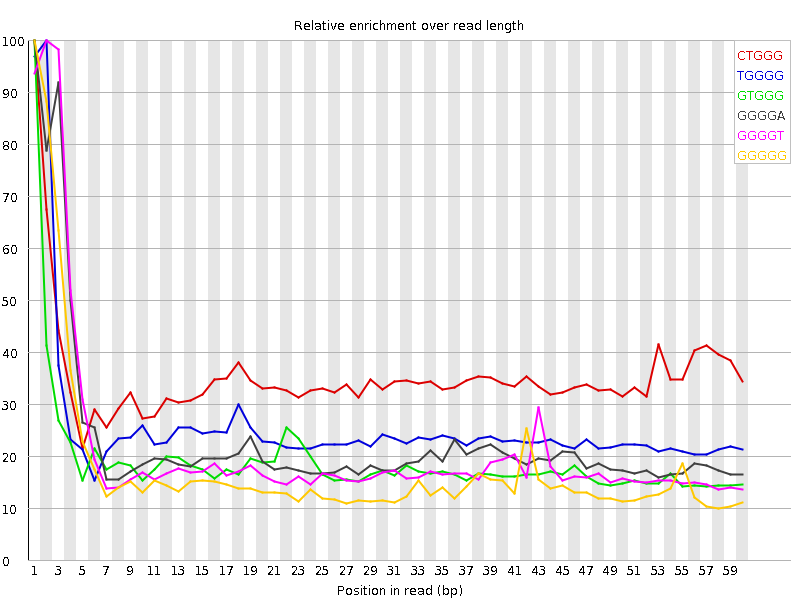 Relative enrichment over read length
100
90
80
70
60
50
40
30
20
10
0
CTGGG
TGGGG
GTGGG
GGGGA
GGGGT
GGGGG
1 3 5 7 9 11 13 15 17 19 21 23 25 27 29 31 33 35 37 39 41 43 45 47 49 51 53 55 57 59
Position in read (bp)